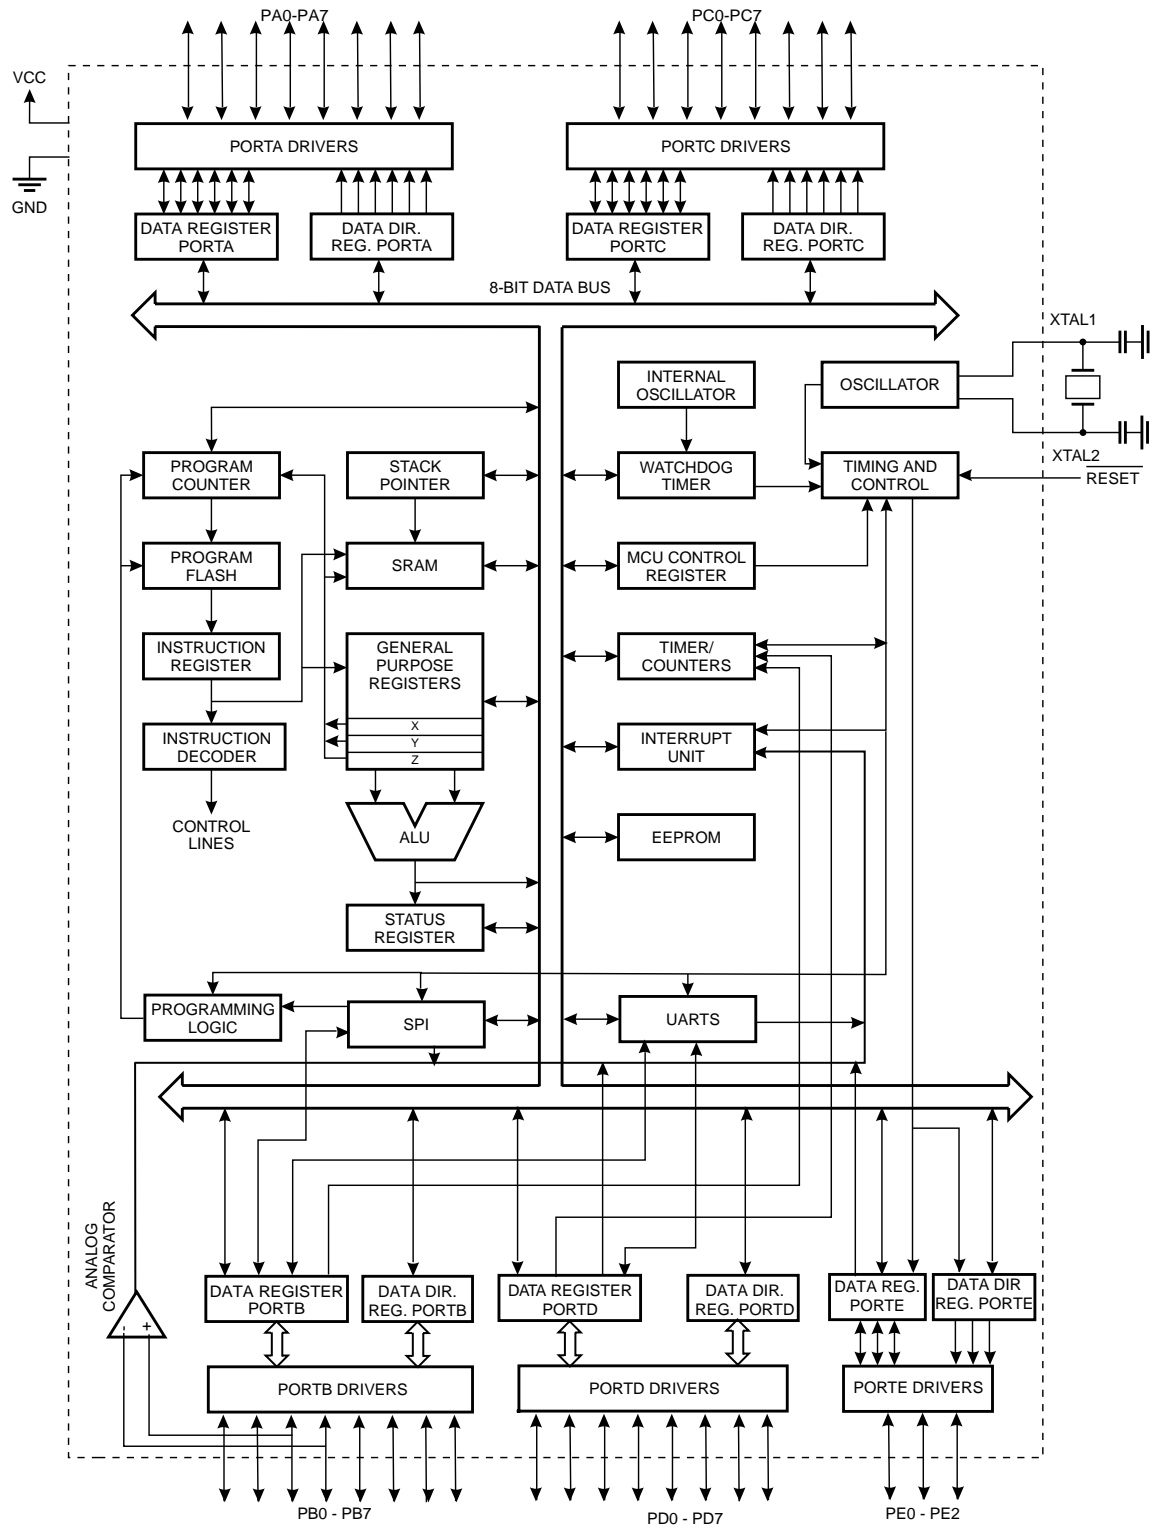 PA0-PA7
PC0-PC7
VCC
GND
PORTA DRIVERS
PORTC DRIVERS
DATA REGISTER
PORTA
DATA DIR.
REG. PORTA
DATA REGISTER
PORTC
DATA DIR.
REG. PORTC
8-BIT DATA BUS
XTAL1
INTERNAL
OSCILLATOR
OSCILLATOR
XTAL2
RESET
PROGRAM
COUNTER
STACK
POINTER
WATCHDOG
TIMER
TIMING AND
CONTROL
PROGRAM
FLASH
SRAM
MCU CONTROL
REGISTER
INSTRUCTION
REGISTER
GENERAL
PURPOSE
REGISTERS
X
Y
Z
TIMER/
COUNTERS
INSTRUCTION
DECODER
INTERRUPT
UNIT
CONTROL
LINES
ALU
EEPROM
STATUS
REGISTER
PROGRAMMING
LOGIC
SPI
UARTS
ANALOG
COMPARATOR
- +
DATA REGISTER
PORTB
DATA DIR.
REG. PORTB
DATA REGISTER
PORTD
DATA DIR.
REG. PORTD
DATA REG.
PORTE
DATA DIR
REG. PORTE
PORTB DRIVERS
PORTD DRIVERS
PORTE DRIVERS
PB0 - PB7
PD0 - PD7
PE0 - PE2